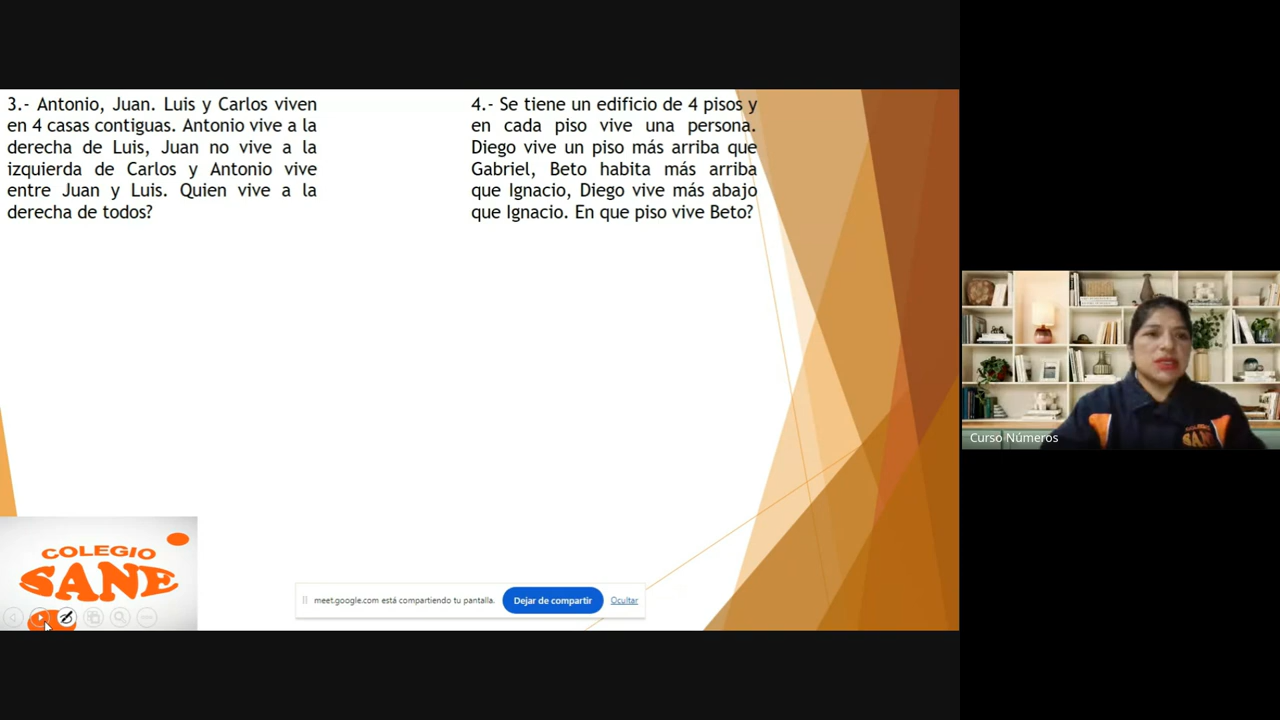 3.- Antonio, Juan. Luis y Carlos viven
en 4 casas contiguas. Antonio vive a la
derecha de Luis, Juan no vive a la
izquierda de Carlos y Antonio vive
entre Juan y Luis. Quien vive a la
derecha de todos?
4.- Se tiene un edificio de 4 pisos y
en cada piso vive una persona.
Diego vive un piso más arriba que
Gabriel, Beto habita más arriba
que Ignacio, Diego vive más abajo
que Ignacio. En que piso vive Beto?
Curso Números
COLEGIO
SANE
meet.google.com está compartiendo tu pantalla.
Dejar de compartir
Ocultar